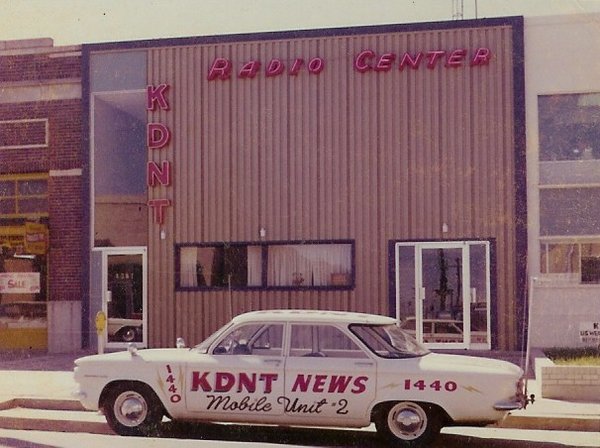 Radio Center
KDNT
SALE
1440
KDNT NEWS
1440
Mobile Unit #2